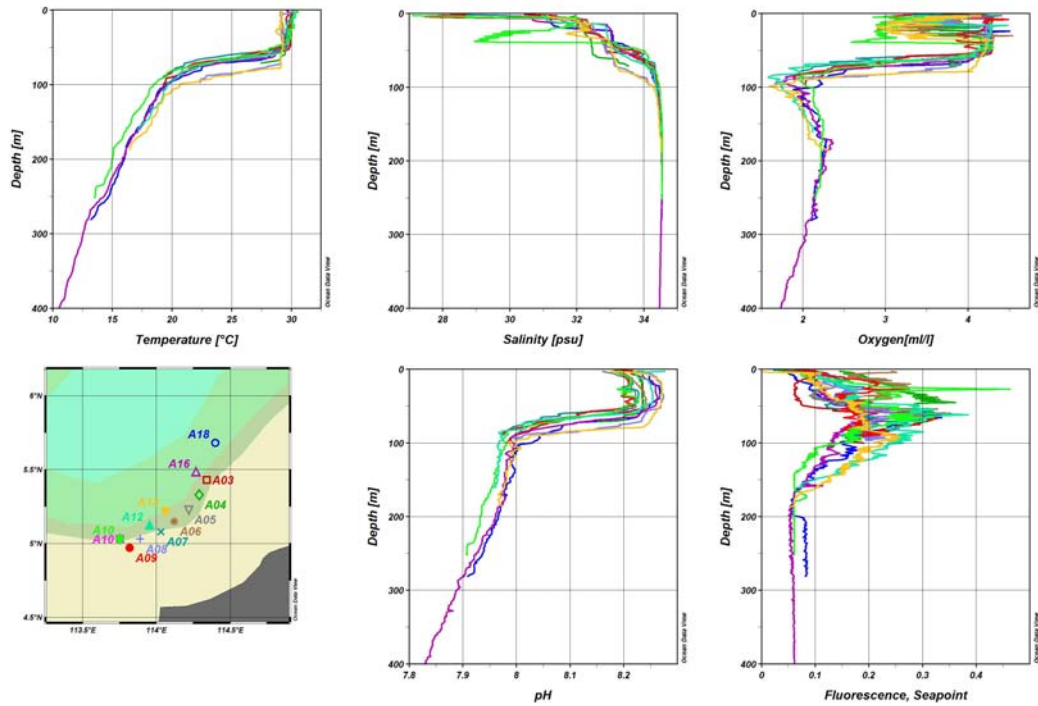 0
100
200
300
400
Depth [m]
10 15 20 25 30
Temperature [°C]
Ocean Data View
0
100
200
300
400
Depth [m]
28 30 32 34
Salinity [psu]
Ocean Data View
0
100
200
300
400
Depth [m]
2 3 4
Oxygen[ml/l]
Ocean Data View
6°N
5.5°N
5°N
4.5°N
113.5°E 114°E 114.5°E
A18
A16
A03
A04
A05
A12
A06
A10
A07
A10
A08
A09
Ocean Data View
0
100
200
300
400
Depth [m]
7.8 7.9 8 8.1 8.2
pH
Ocean Data View
0
100
200
300
400
Depth [m]
0 0.1 0.2 0.3 0.4 0.5
Fluorescence, Seapoint
Ocean Data View